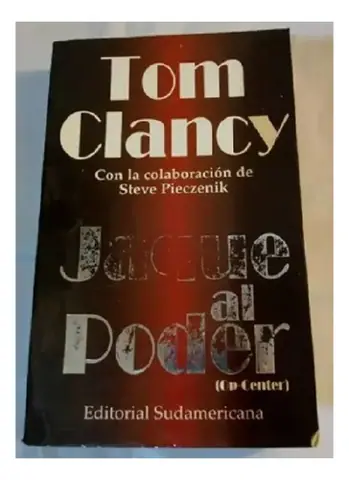 Tom
Clancy
Con la colaboración de
Steve Pieczenik
Jaque
al
Poder
(Op-Center)
Editorial Sudamericana